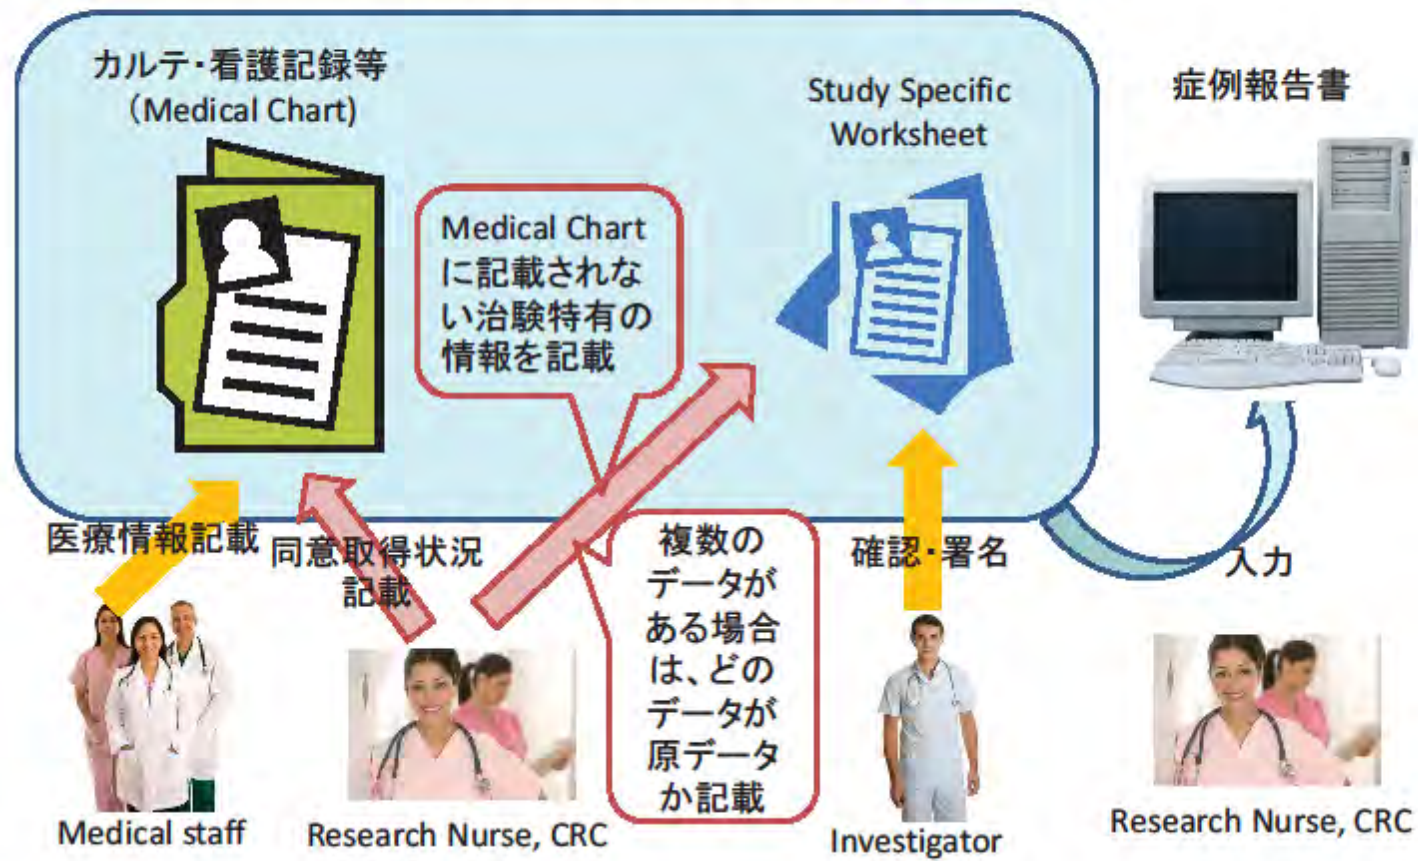 カルテ・看護記録等
（Medical Chart)
Study Specific
Worksheet
症例報告書
Medical Chart
に記載されな
い治験特有の
情報を記載
医療情報記載
同意取得状況
記載
複数の
データが
ある場合
は、どの
データが
原データ
か記載
確認・署名
入力
Medical staff
Research Nurse, CRC
Investigator
Research Nurse, CRC